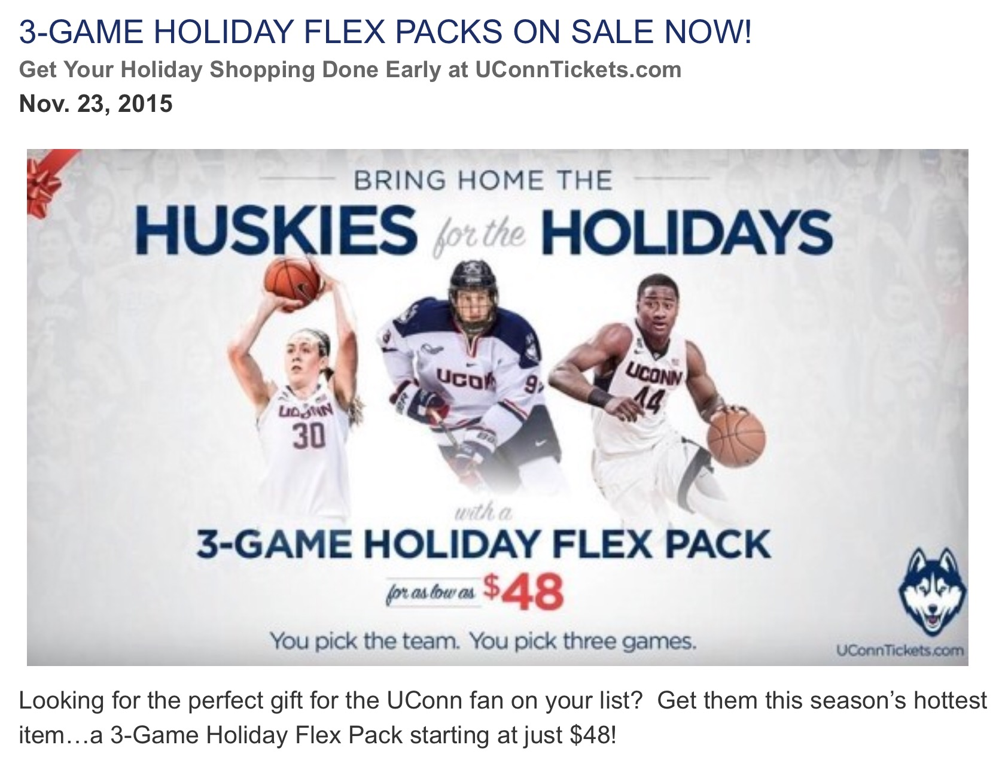 3-GAME HOLIDAY FLEX PACKS ON SALE NOW!
Get Your Holiday Shopping Done Early at UConnTickets.com
Nov. 23, 2015
BRING HOME THE
HUSKIES for the HOLIDAYS
UCONN
30
UCON
9
UCONN
44
with a
3-GAME HOLIDAY FLEX PACK
for as low as $48
You pick the team. You pick three games.
UConnTickets.com
Looking for the perfect gift for the UConn fan on your list? Get them this season’s hottest
item…a 3-Game Holiday Flex Pack starting at just $48!